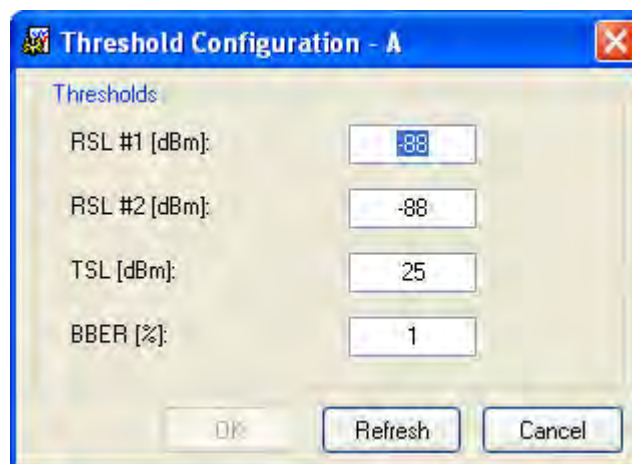 Threshold Configuration - A
Thresholds
RSL #1 [dBm]: -88
RSL #2 [dBm]: -88
TSL [dBm]: 25
BBER [%]: 1
OK Refresh Cancel